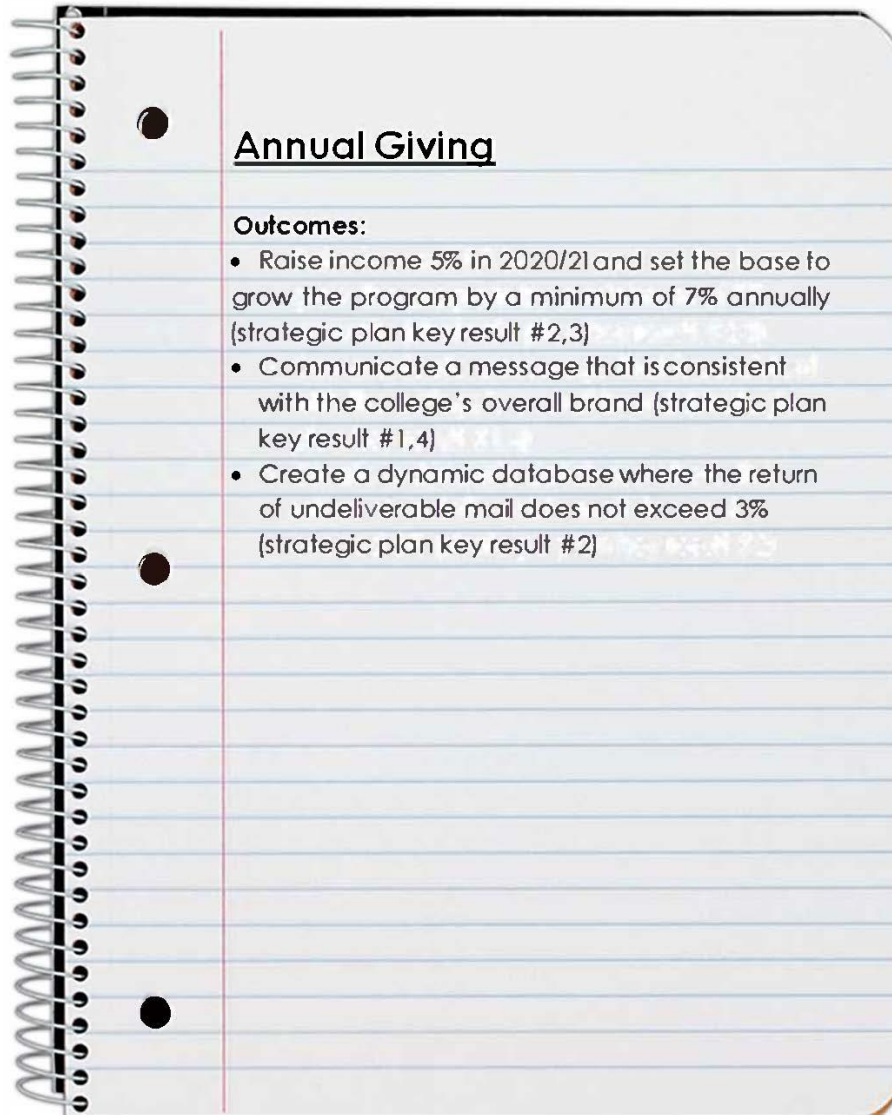 Annual Giving
Outcomes:
• Raise income 5% in 2020/21 and set the base to
grow the program by a minimum of 7% annually
(strategic plan key result #2,3)
• Communicate a message that is consistent
with the college's overall brand (strategic plan
key result #1,4)
• Create a dynamic database where the return
of undeliverable mail does not exceed 3%
(strategic plan key result #2)